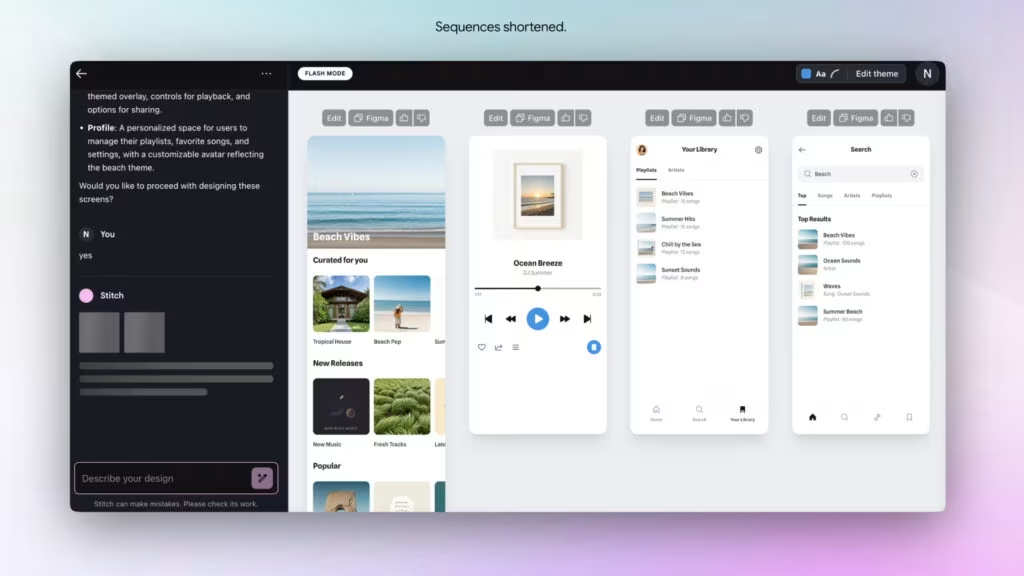 Sequences shortened.
FLASH MODE
Aa
Edit theme
N
themed overlay, controls for playback, and
options for sharing.
• Profile: A personalized space for users to
manage their playlists, favorite songs, and
settings, with a customizable avatar reflecting
the beach theme.
Would you like to proceed with designing these
screens?
N You
yes
Stitch
Describe your design
Stitch can make mistakes. Please check its work.
Edit Figma
Beach Vibes
Curated for you
Tropical House Beach Pop Sum
New Releases
New Music Fresh Tracks Late
Popular
Edit Figma
Ocean Breeze
DJ Summer
Edit Figma
Your Library
Playlists Artists
Beach Vibes
Playlist · 10 songs
Summer Hits
Playlist · 15 songs
Chill by the Sea
Playlist · 12 songs
Sunset Sounds
Playlist · 8 songs
Home Search Your Library
Edit Figma
Search
Beach
Top Songs Artists Playlists
Top Results
Beach Vibes
Playlist · 100 songs
Ocean Sounds
Artist
Waves
Song · Ocean Sounds
Summer Beach
Playlist · 50 songs